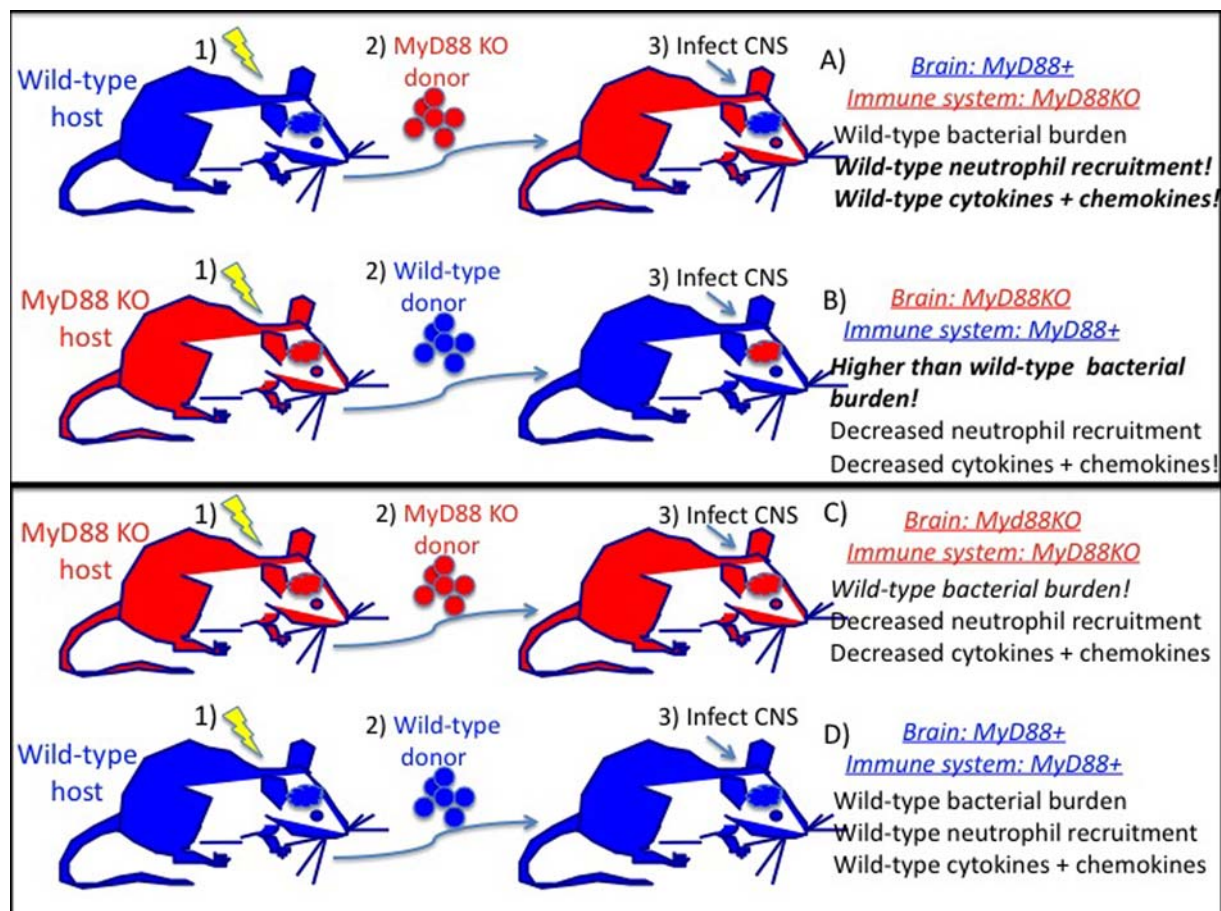 Wild-type
host
1)
2) MyD88 KO
donor
3) Infect CNS
A)
Brain: MyD88+
Immune system: MyD88KO
Wild-type bacterial burden
Wild-type neutrophil recruitment!
Wild-type cytokines + chemokines!
MyD88 KO
host
1)
2) Wild-type
donor
3) Infect CNS
B)
Brain: MyD88KO
Immune system: MyD88+
Higher than wild-type bacterial
burden!
Decreased neutrophil recruitment
Decreased cytokines + chemokines!
MyD88 KO
host
1)
2) MyD88 KO
donor
3) Infect CNS
C)
Brain: Myd88KO
Immune system: MyD88KO
Wild-type bacterial burden!
Decreased neutrophil recruitment
Decreased cytokines + chemokines
Wild-type
host
1)
2) Wild-type
donor
3) Infect CNS
D)
Brain: MyD88+
Immune system: MyD88+
Wild-type bacterial burden
Wild-type neutrophil recruitment
Wild-type cytokines + chemokines